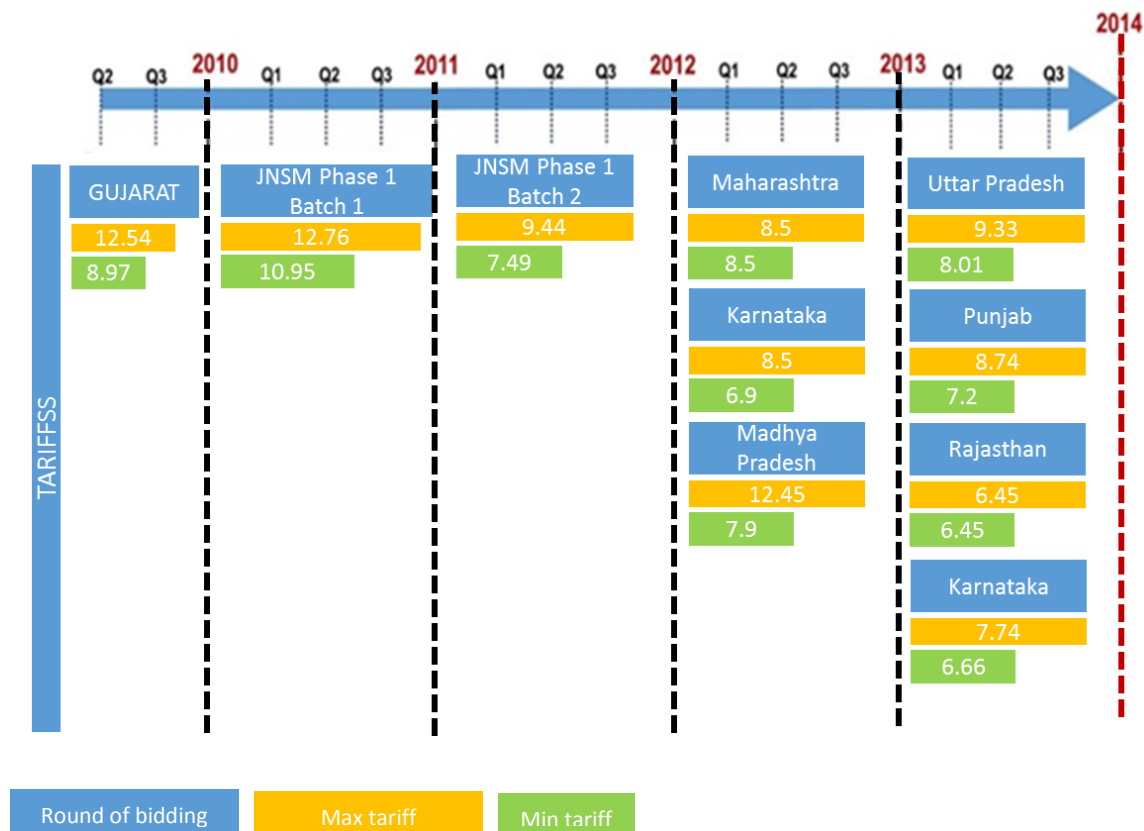 2014
2010
2011
2012
2013
Q2 Q3 Q1 Q2 Q3 Q1 Q2 Q3 Q1 Q2 Q3 Q1 Q2 Q3
TARIFFSS
GUJARAT
12.54
8.97
JNSM Phase 1
Batch 1
12.76
10.95
JNSM Phase 1
Batch 2
9.44
7.49
Maharashtra
8.5
8.5
Karnataka
8.5
6.9
Madhya
Pradesh
12.45
7.9
Uttar Pradesh
9.33
8.01
Punjab
8.74
7.2
Rajasthan
6.45
6.45
Karnataka
7.74
6.66
Round of bidding
Max tariff
Min tariff